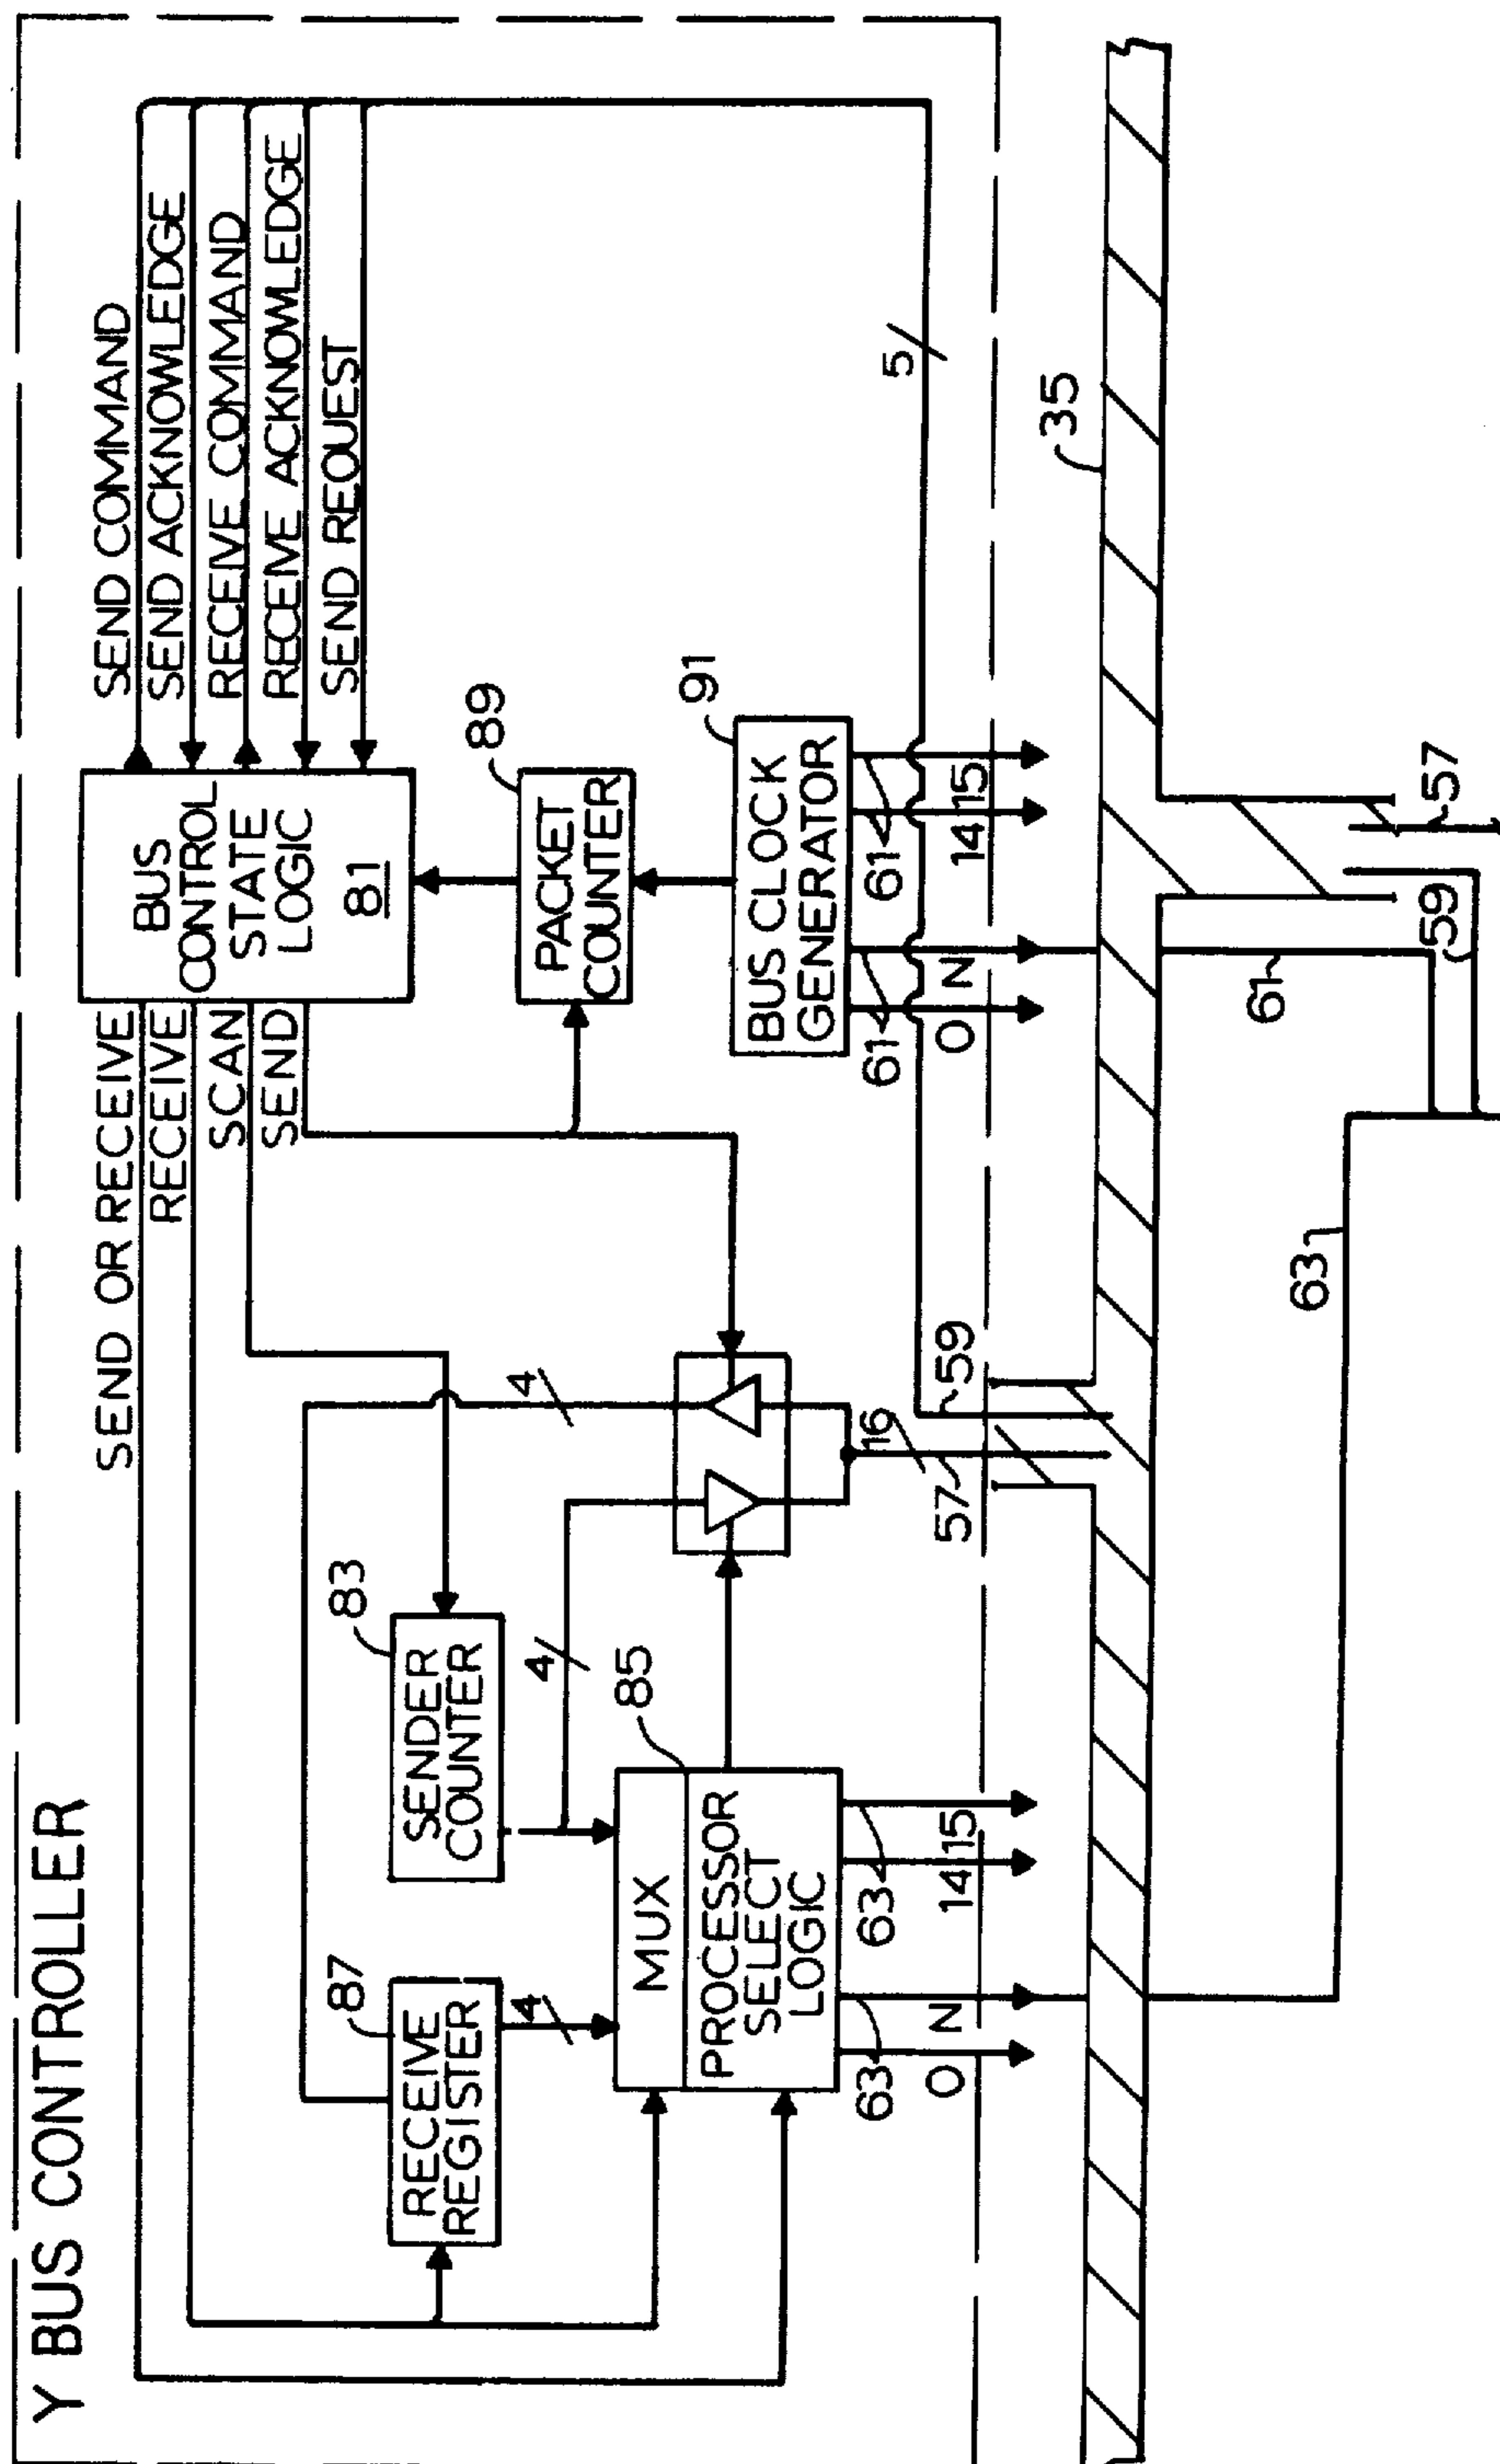 Y BUS CONTROLLER
SEND OR RECEIVE
RECEIVE
SCAN
SEND
BUS
CONTROL
STATE
LOGIC
81
SEND COMMAND
SEND ACKNOWLEDGE
RECEIVE COMMAND
RECEIVE ACKNOWLEDGE
SEND REQUEST
87
RECEIVE
REGISTER
83
SENDER
COUNTER
4
4
4
89
PACKET
COUNTER
85
MUX
PROCESSOR
SELECT
LOGIC
91
BUS CLOCK
GENERATOR
5
63
63
16
61
61
0
N
14
15
57
59
0
N
14
15
35
63
61
59
57